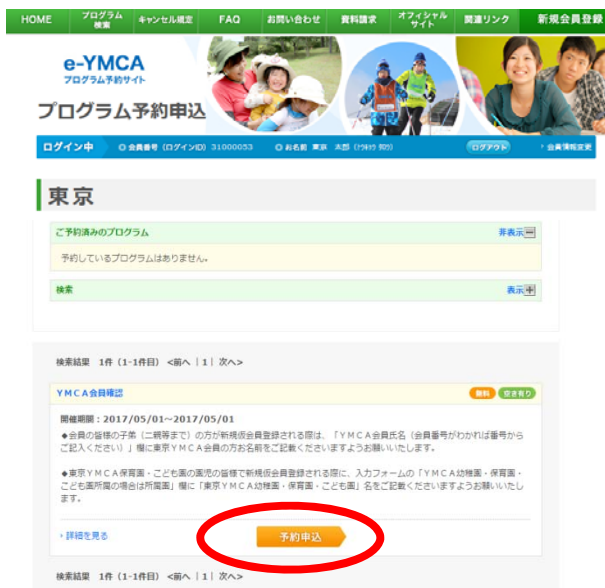 HOME プログラム検索 キャンセル規定 FAQ お問い合わせ 資料請求 オフィシャルサイト 関連リンク 新規会員登録
e-YMCA
プログラム予約サイト
プログラム予約申込
ログイン中 会員番号 (ログインID) 31000053 お名前 東京 太郎 ログアウト 会員情報変更
東京
ご予約済みのプログラム 非表示
予約しているプログラムはありません。
検索 表示
検索結果 1件 (1-1件目) <前へ | 1 | 次へ>
YMCA会員確認 無料 空き有り
開催期間:2017/05/01～2017/05/01
◆会員の皆様の子弟（二親等まで）の方が新規仮会員登録される際は、「YMCA会員氏名（会員番号がわかれば番号から
ご記入ください）」欄に東京YMCA会員の方お名前をご記載くださいますようお願いいたします。
◆東京YMCA保育園・こども園の園児の皆様で新規仮会員登録される際に、入力フォームの「YMCA幼稚園・保育園・
こども園所属の場合は所属園」欄に「東京YMCA幼稚園・保育園・こども園」名をご記載くださいますようお願いいたし
ます。
詳細を見る 予約申込
検索結果 1件 (1-1件目) <前へ | 1 | 次へ>